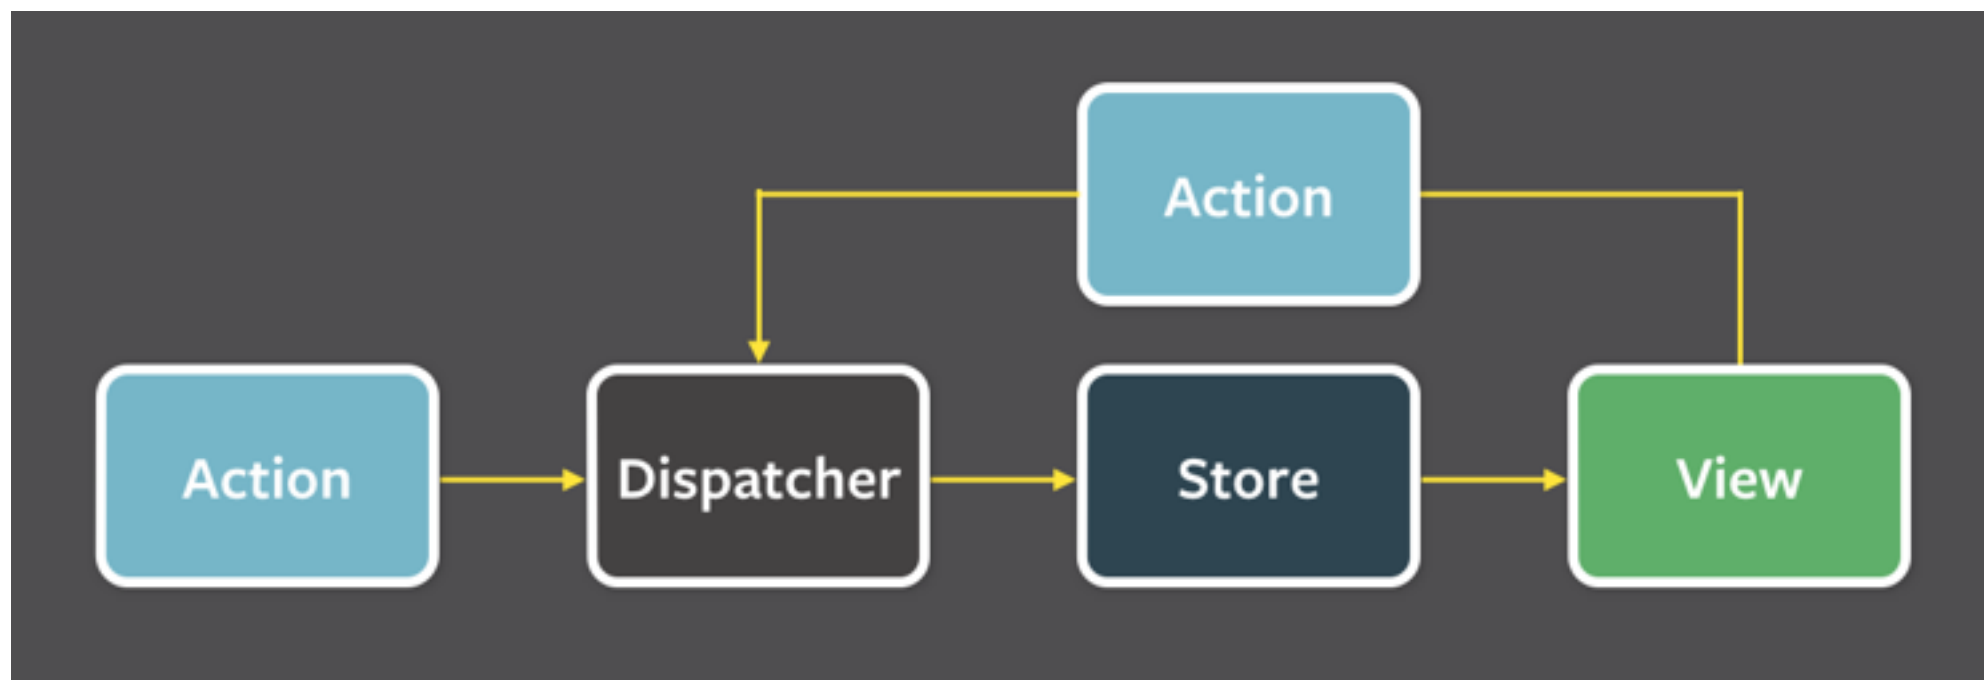 Action
Action
Dispatcher
Store
View